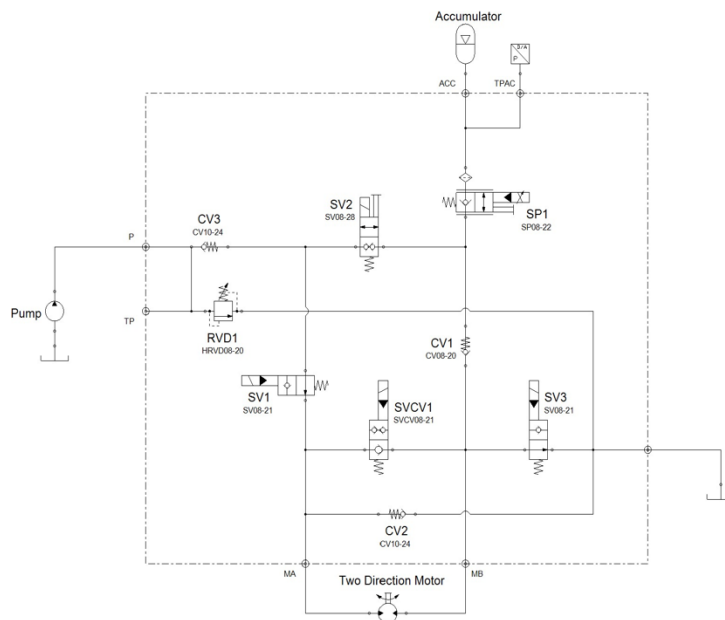 Accumulator
P
ACC
TPAC
SV2
SV08-28
SP1
SP08-22
CV3
CV10-24
P
Pump
TP
RVD1
HRVD08-20
CV1
CV08-20
SV1
SV08-21
SVCV1
SVCV08-21
SV3
SV08-21
CV2
CV10-24
MA
Two Direction Motor
MB